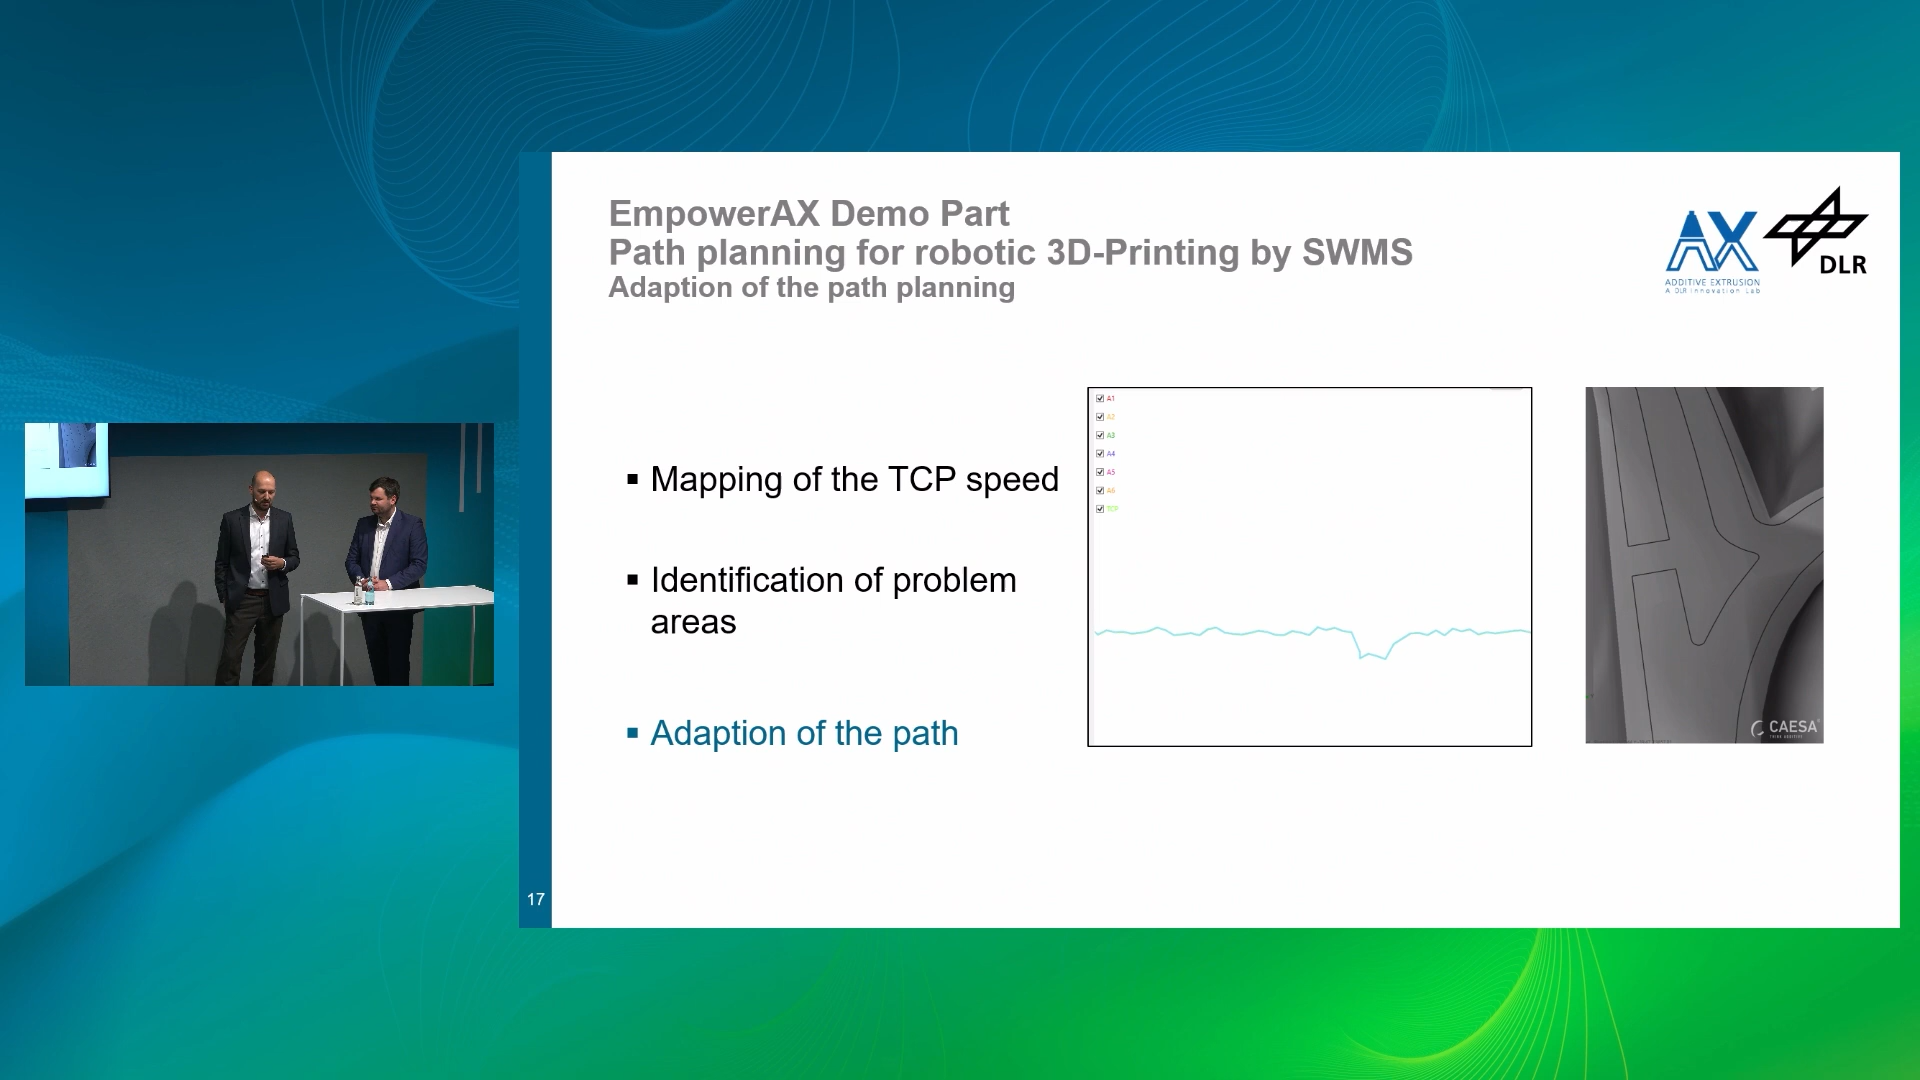 EmpowerAX Demo Part
Path planning for robotic 3D-Printing by SWMS
Adaption of the path planning
AX
ADDITIVE EXTRUSION
A DLR Innovation Lab
DLR
▪ Mapping of the TCP speed
▪ Identification of problem
areas
▪ Adaption of the path
A1
A2
A3
A4
A5
A6
TCP
CAESA
17